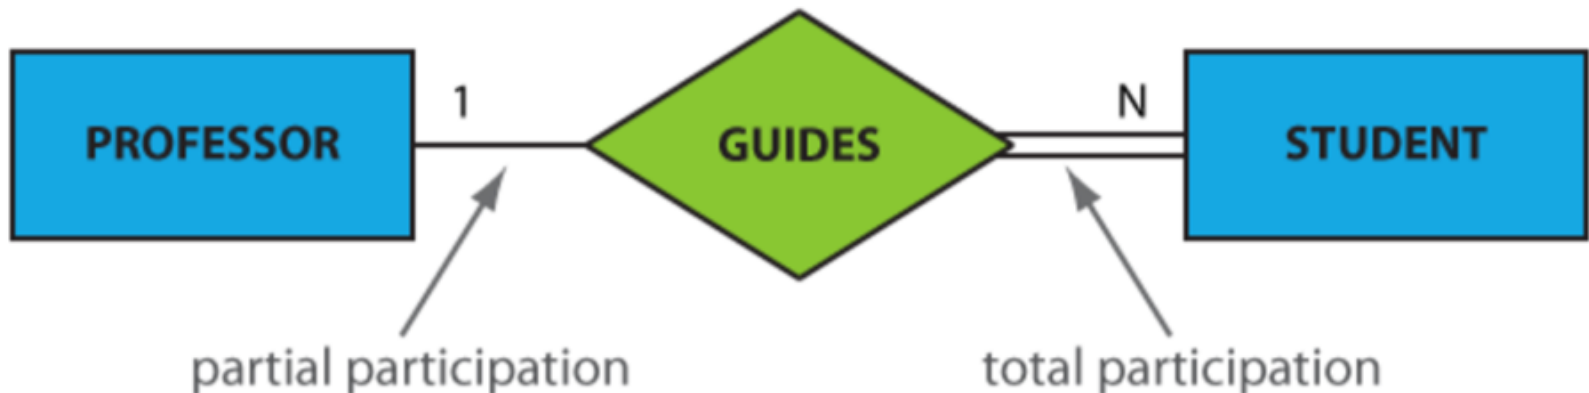 1
N
PROFESSOR
GUIDES
STUDENT
partial participation
total participation